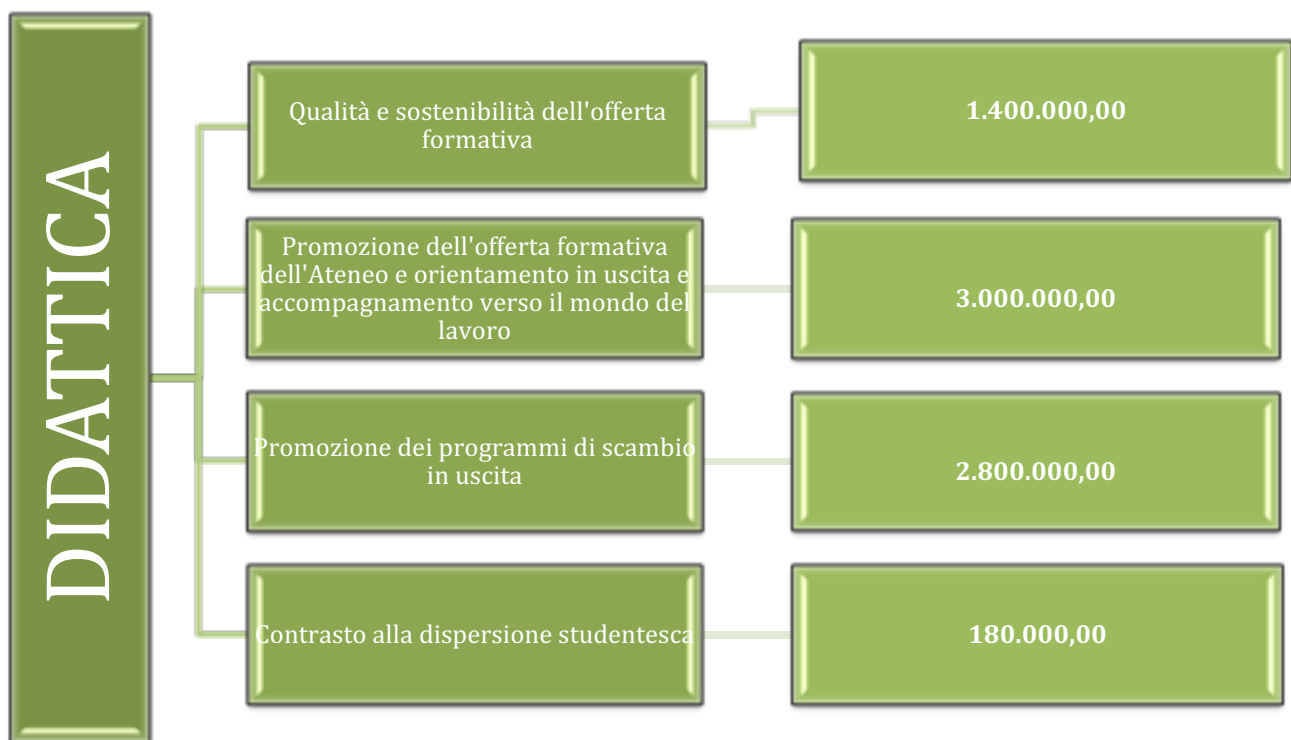 DIDATTICA
Qualità e sostenibilità dell'offerta
formativa
1.400.000,00
Promozione dell'offerta formativa
dell'Ateneo e orientamento in uscita e
accompagnamento verso il mondo del
lavoro
3.000.000,00
Promozione dei programmi di scambio
in uscita
2.800.000,00
Contrasto alla dispersione studentesca
180.000,00